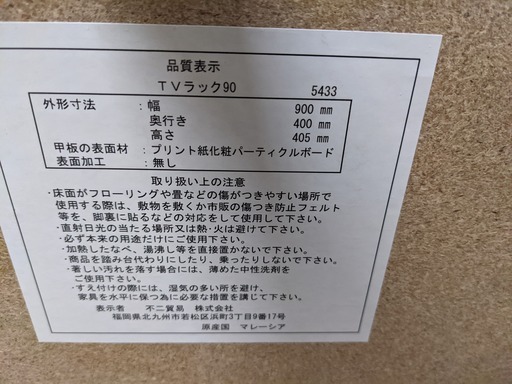 品質表示
TVラック90 5433
外形寸法 :幅 900 mm
奥行き 400 mm
高さ 405 mm
甲板の表面材 :プリント紙化粧パーティクルボード
表面加工 :無し
取り扱い上の注意
・床面がフローリングや畳などの傷がつきやすい場所で
使用する際は、敷物を敷くか市販の傷つき防止フェルト
等を、脚裏に貼るなどの対応をして使用して下さい。
・直射日光の当たる場所又は熱・火は避けて下さい。
・必ず本来の用途だけにご使用下さい。
・加熱したなべ、湯沸し等を直接置かないで下さい。
・商品を踏み台代わりにしたり、乗ったりしないで下さい。
・著しい汚れを落す場合には、薄めた中性洗剤を
ご使用下さい。
・すえ付けの際には、湿気の多い所を避け、
家具を水平に保つ為に必要な措置を講じて下さい。
表示者 不二貿易 株式会社
福岡県北九州市若松区浜町3丁目9番17号
原産国 マレーシア